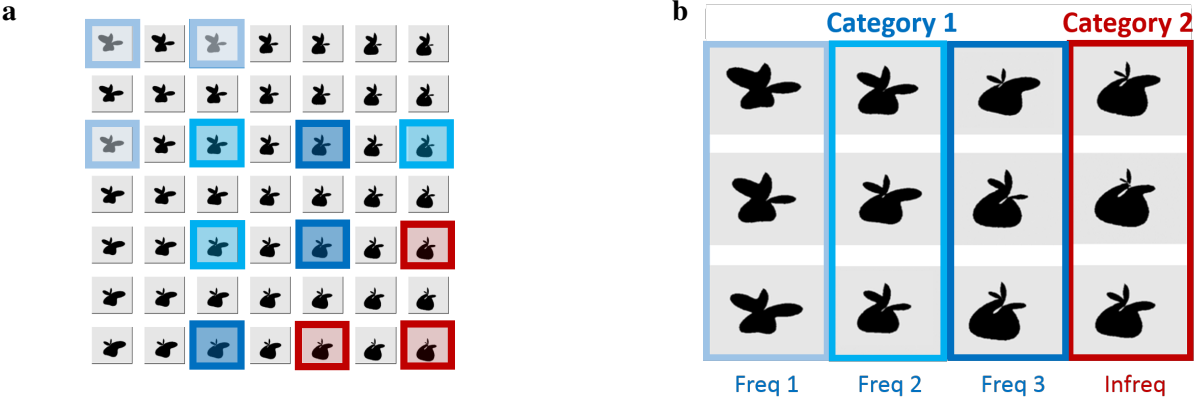 a
b
Category 1
Category 2
Freq 1
Freq 2
Freq 3
Infreq